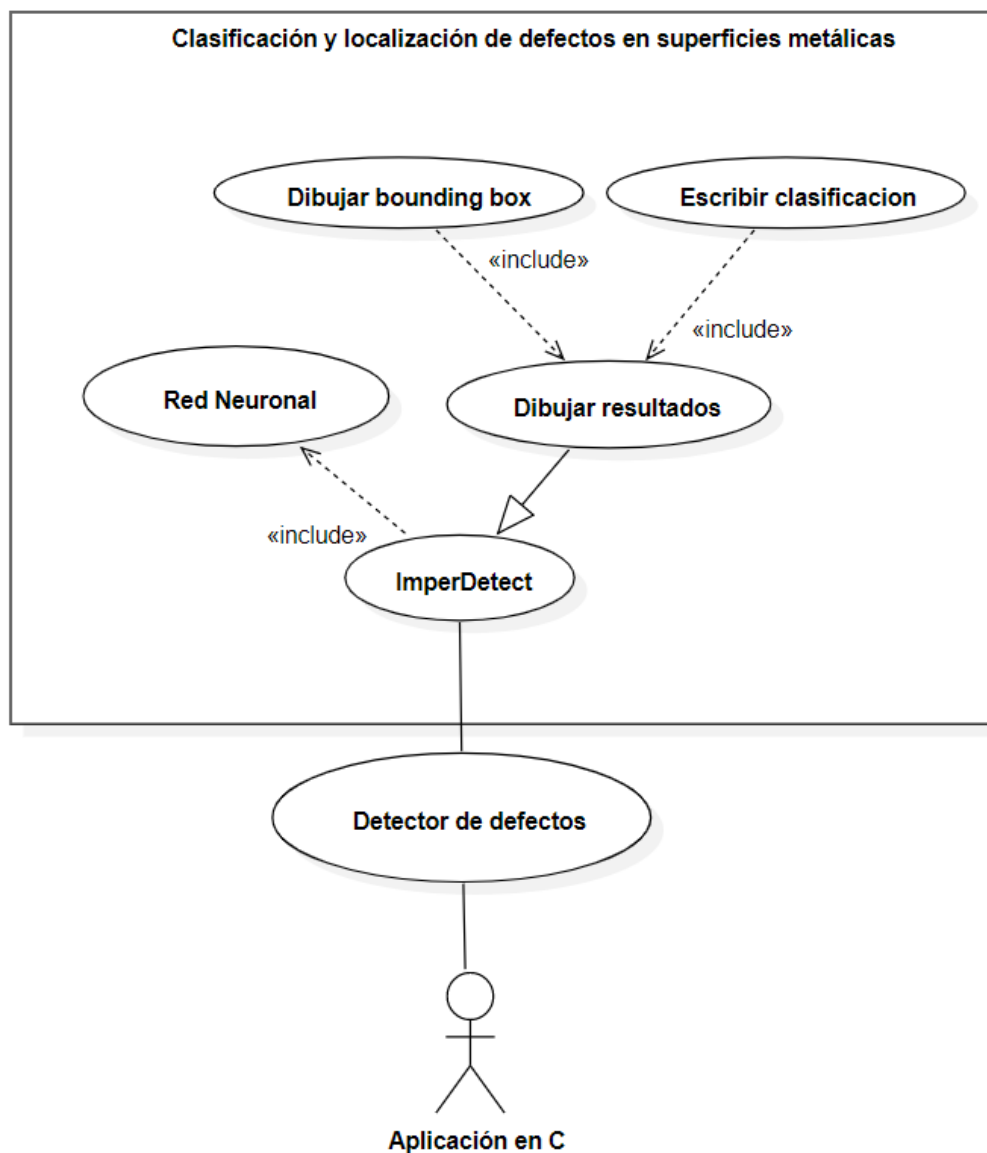 Clasificación y localización de defectos en superficies metálicas
Dibujar bounding box
Escribir clasificacion
«include»
«include»
Red Neuronal
Dibujar resultados
«include»
ImperDetect
Detector de defectos
Aplicación en C